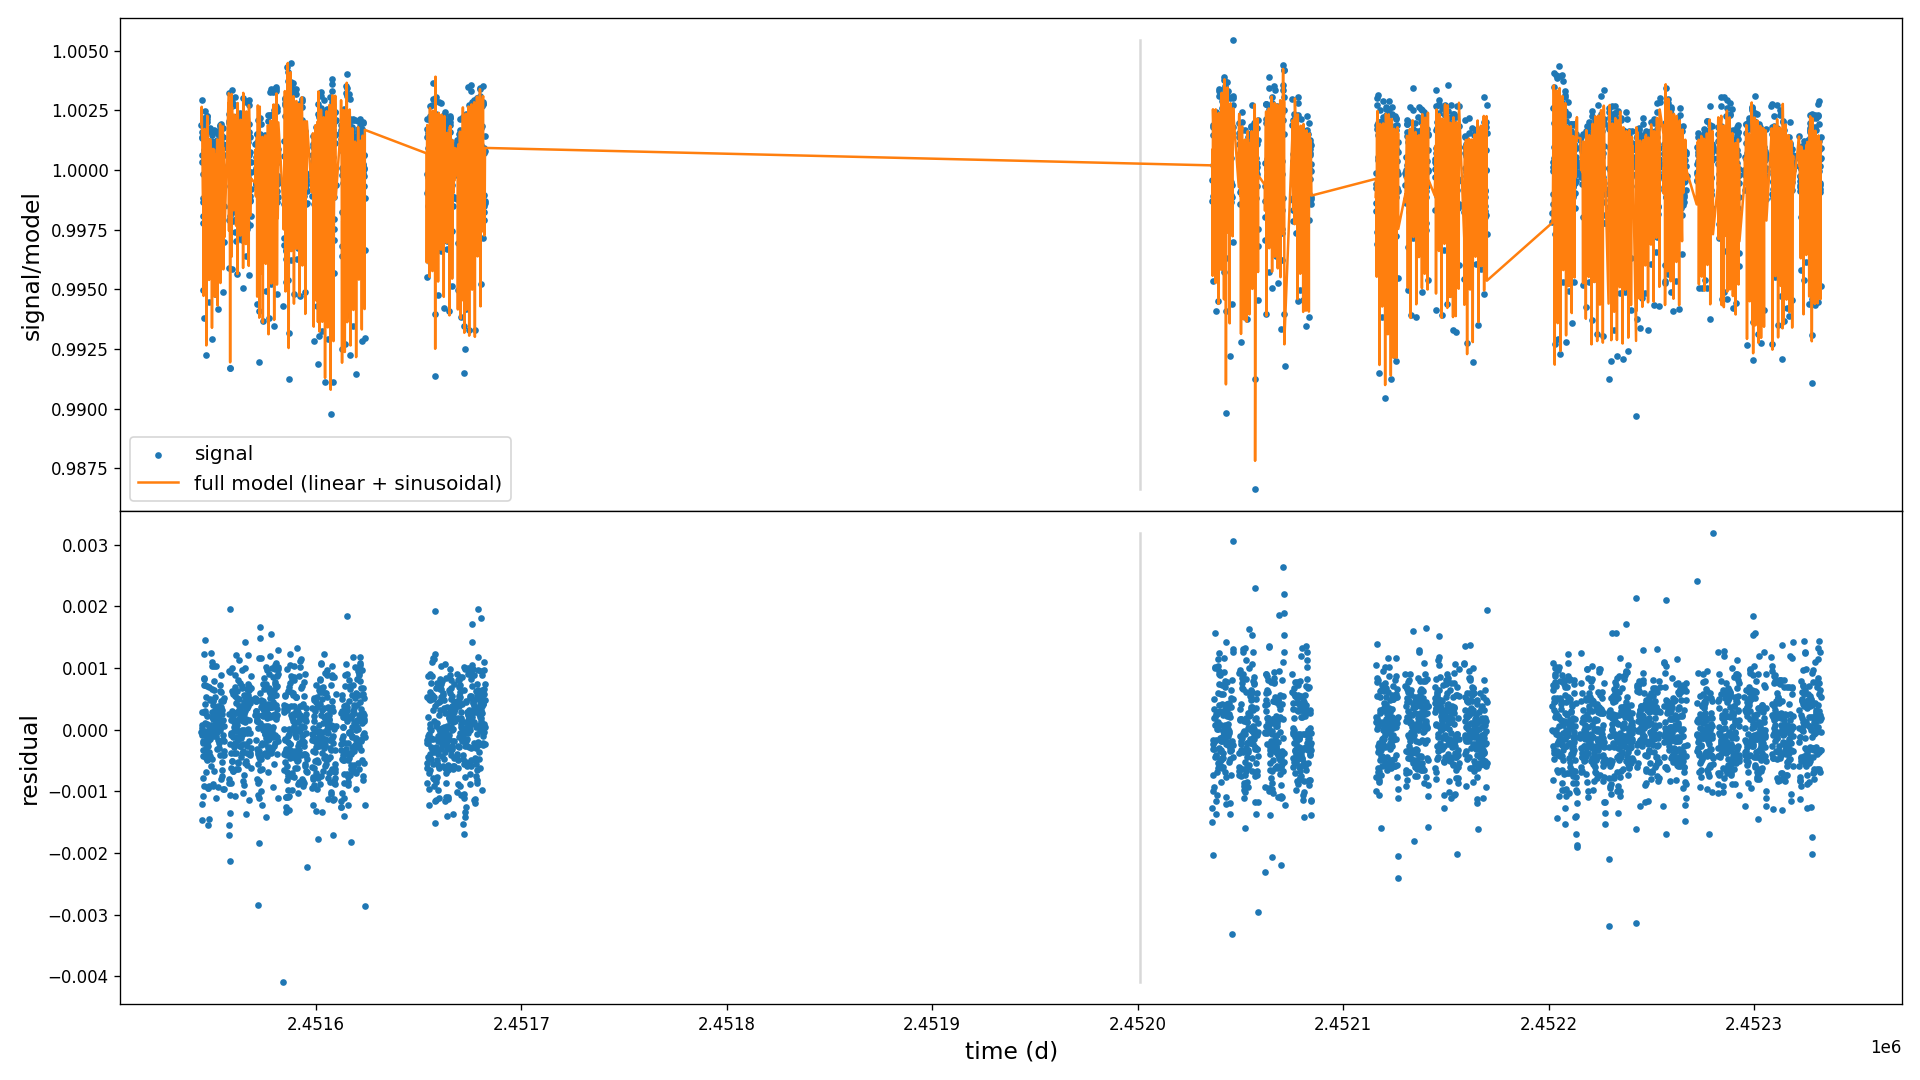 1.0050
1.0025
1.0000
0.9975
0.9950
0.9925
0.9900
0.9875
signal/model
signal
full model (linear + sinusoidal)
0.003
0.002
0.001
0.000
−0.001
−0.002
−0.003
−0.004
residual
2.4516 2.4517 2.4518 2.4519 2.4520 2.4521 2.4522 2.4523
time (d)
1e6